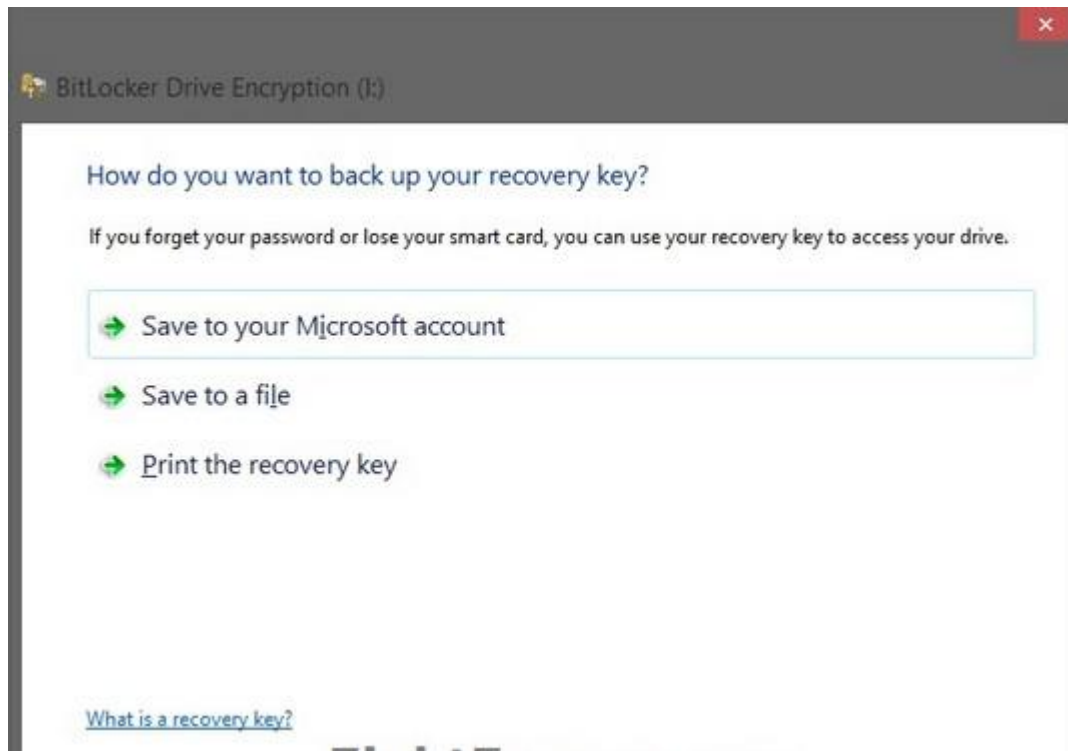 BitLocker Drive Encryption (I:)
How do you want to back up your recovery key?
If you forget your password or lose your smart card, you can use your recovery key to access your drive.
Save to your Microsoft account
Save to a file
Print the recovery key
What is a recovery key?